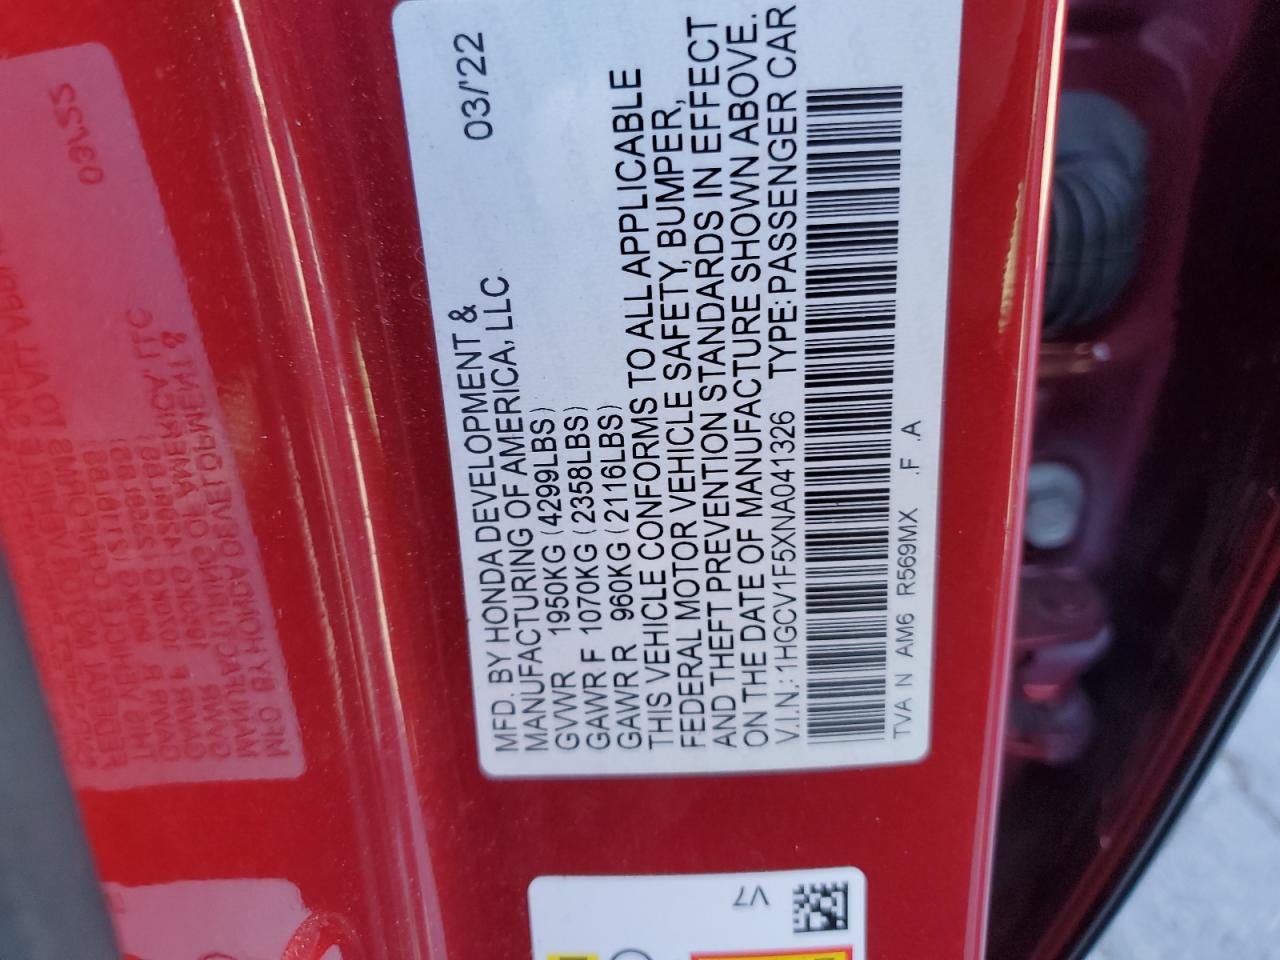 03/'22
MFD. BY HONDA DEVELOPMENT &
MANUFACTURING OF AMERICA, LLC
GVWR 1950KG (4299LBS)
GAWR F 1070KG (2358LBS)
GAWR R 960KG (2116LBS)
THIS VEHICLE CONFORMS TO ALL APPLICABLE
FEDERAL MOTOR VEHICLE SAFETY, BUMPER,
AND THEFT PREVENTION STANDARDS IN EFFECT
ON THE DATE OF MANUFACTURE SHOWN ABOVE.
V.I.N.: 1HGCV1F5XNA041326 TYPE: PASSENGER CAR
TVA N AM6 R569MX .F .A
V7